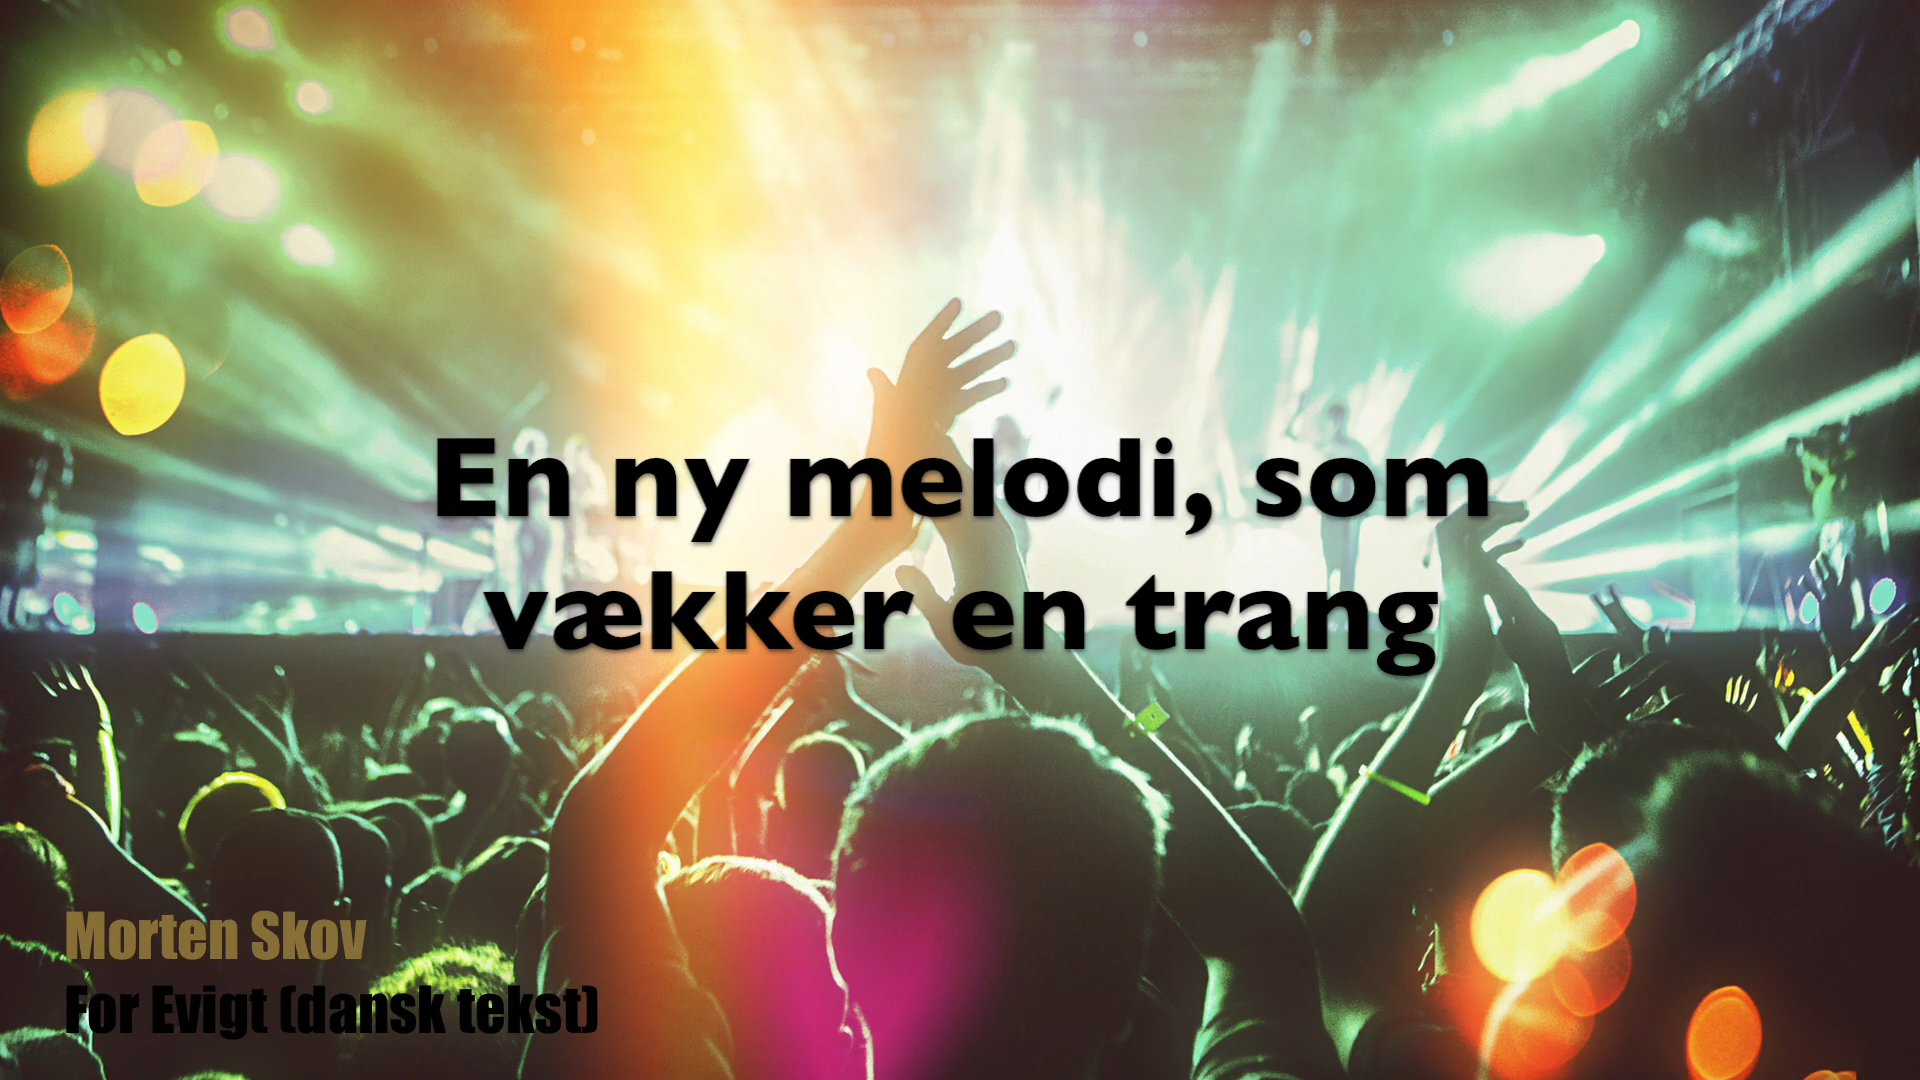 En ny melodi, som
vækker en trang
Morten Skov
For Evigt (dansk tekst)